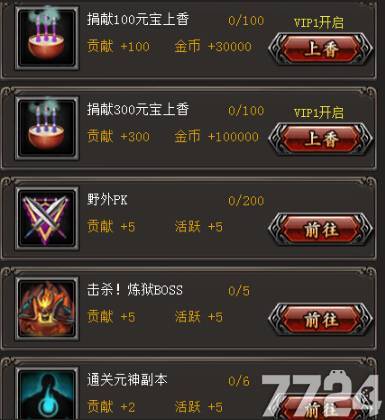 捐献100元宝上香 0/100 VIP1开启
贡献 +100 金币 +30000 上香
捐献300元宝上香 0/100 VIP1开启
贡献 +300 金币 +100000 上香
野外PK 0/200
贡献 +5 活跃 +5 前往
击杀！炼狱BOSS 0/5
贡献 +5 活跃 +5 前往
通关元神副本 0/6
贡献 +2 活跃 +5 前往
7724